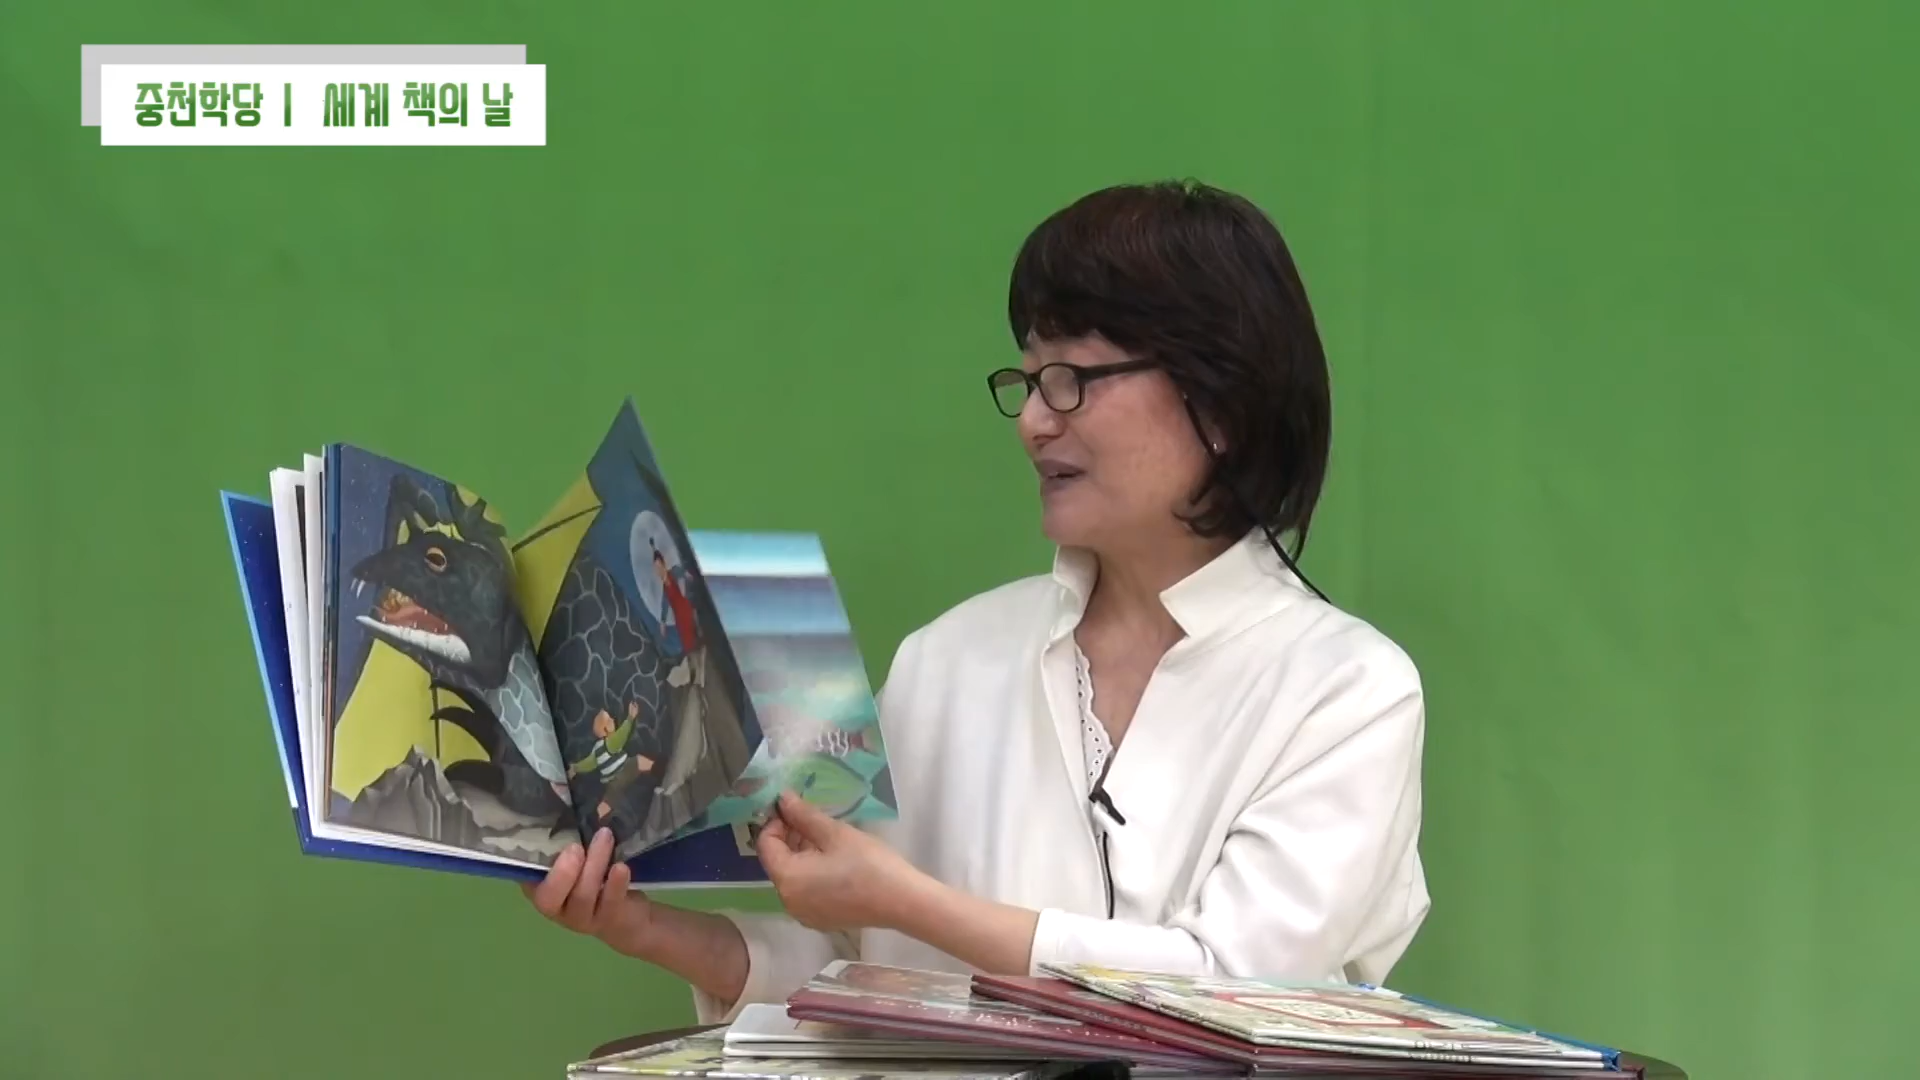 중천학당 | 세계 책의 날